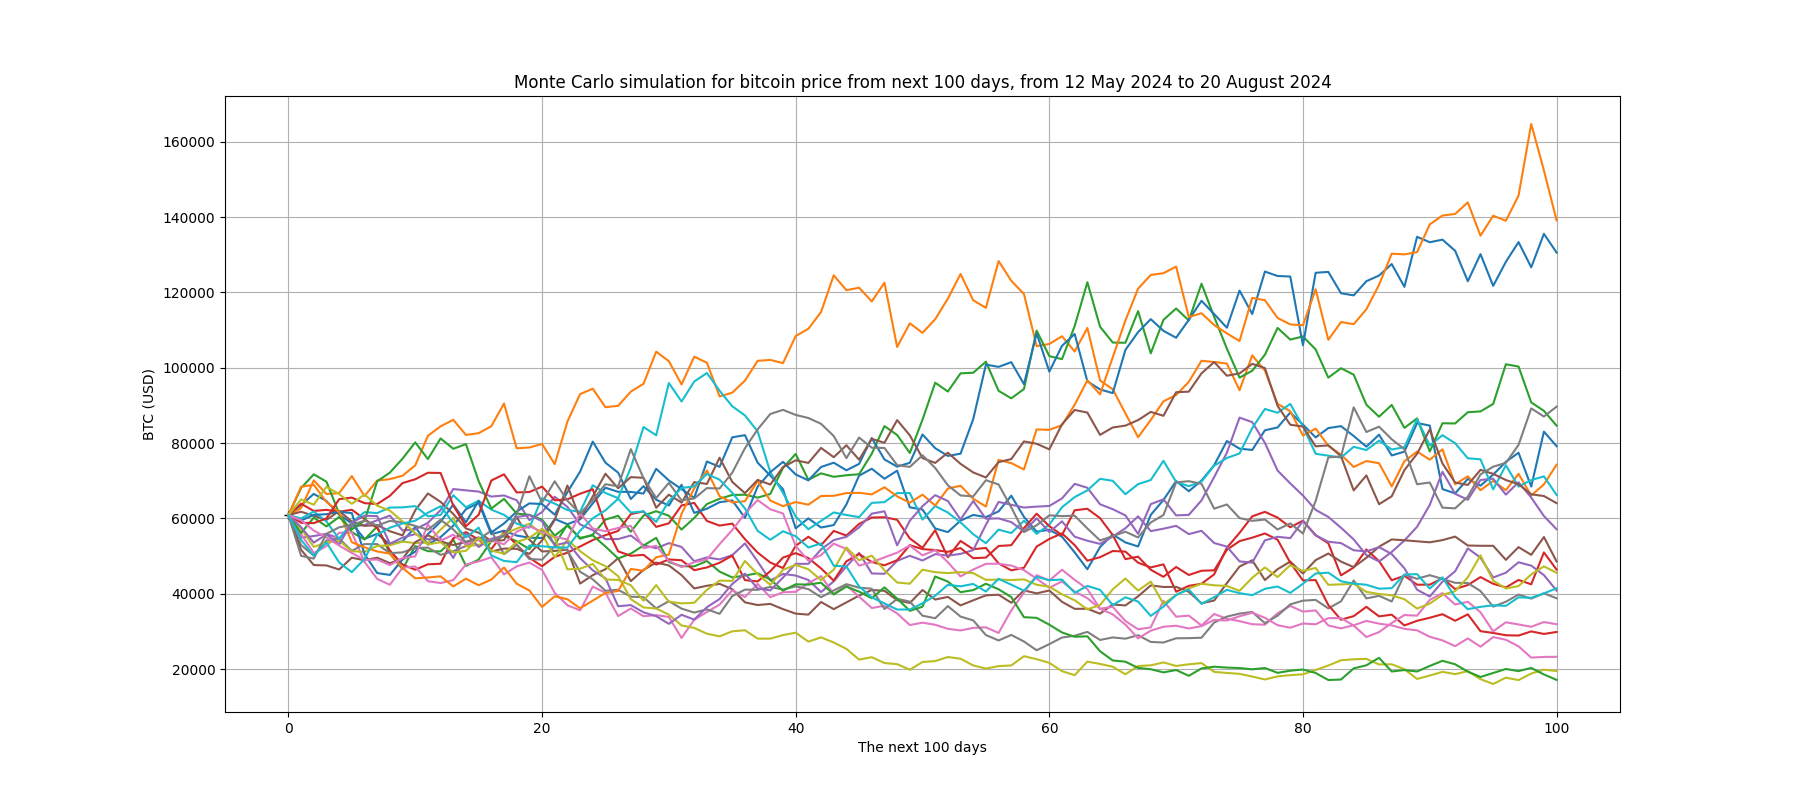 Monte Carlo simulation for bitcoin price from next 100 days, from 12 May 2024 to 20 August 2024
160000
140000
120000
100000
80000
60000
40000
20000
BTC (USD)
0 20 40 60 80 100
The next 100 days